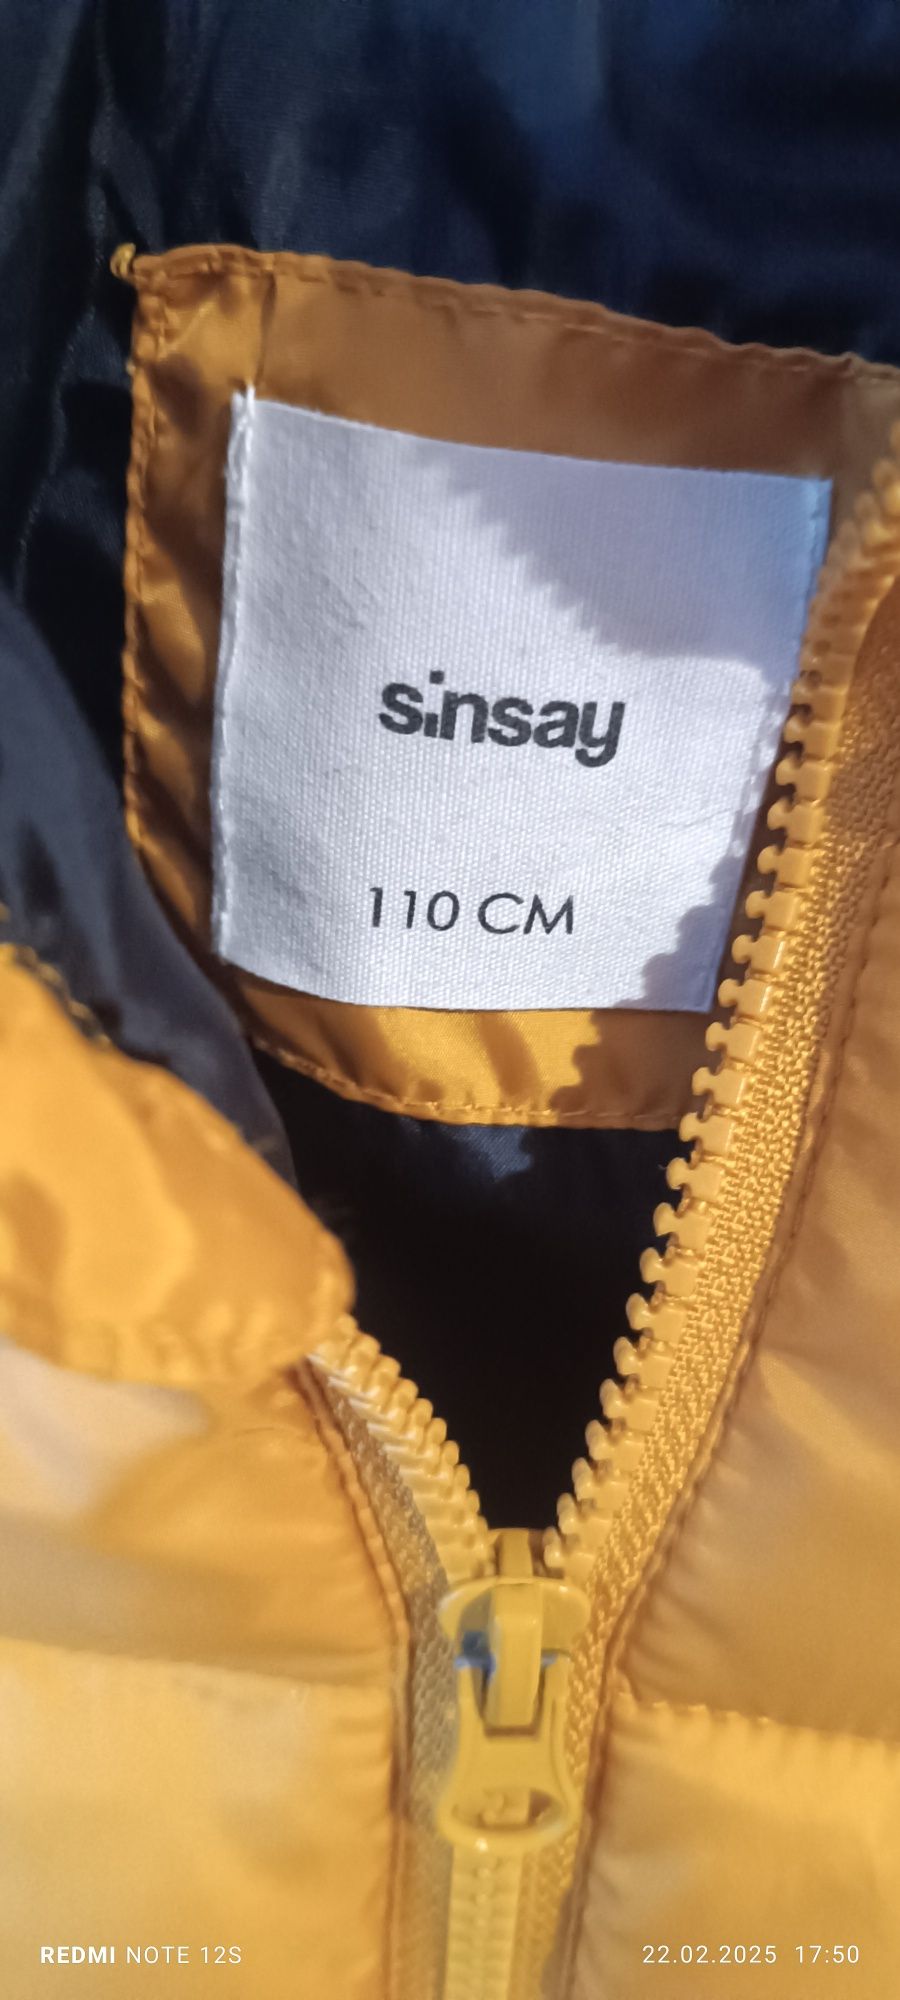 sinsay
110 CM
REDMI NOTE 12S
22.02.2025 17:50